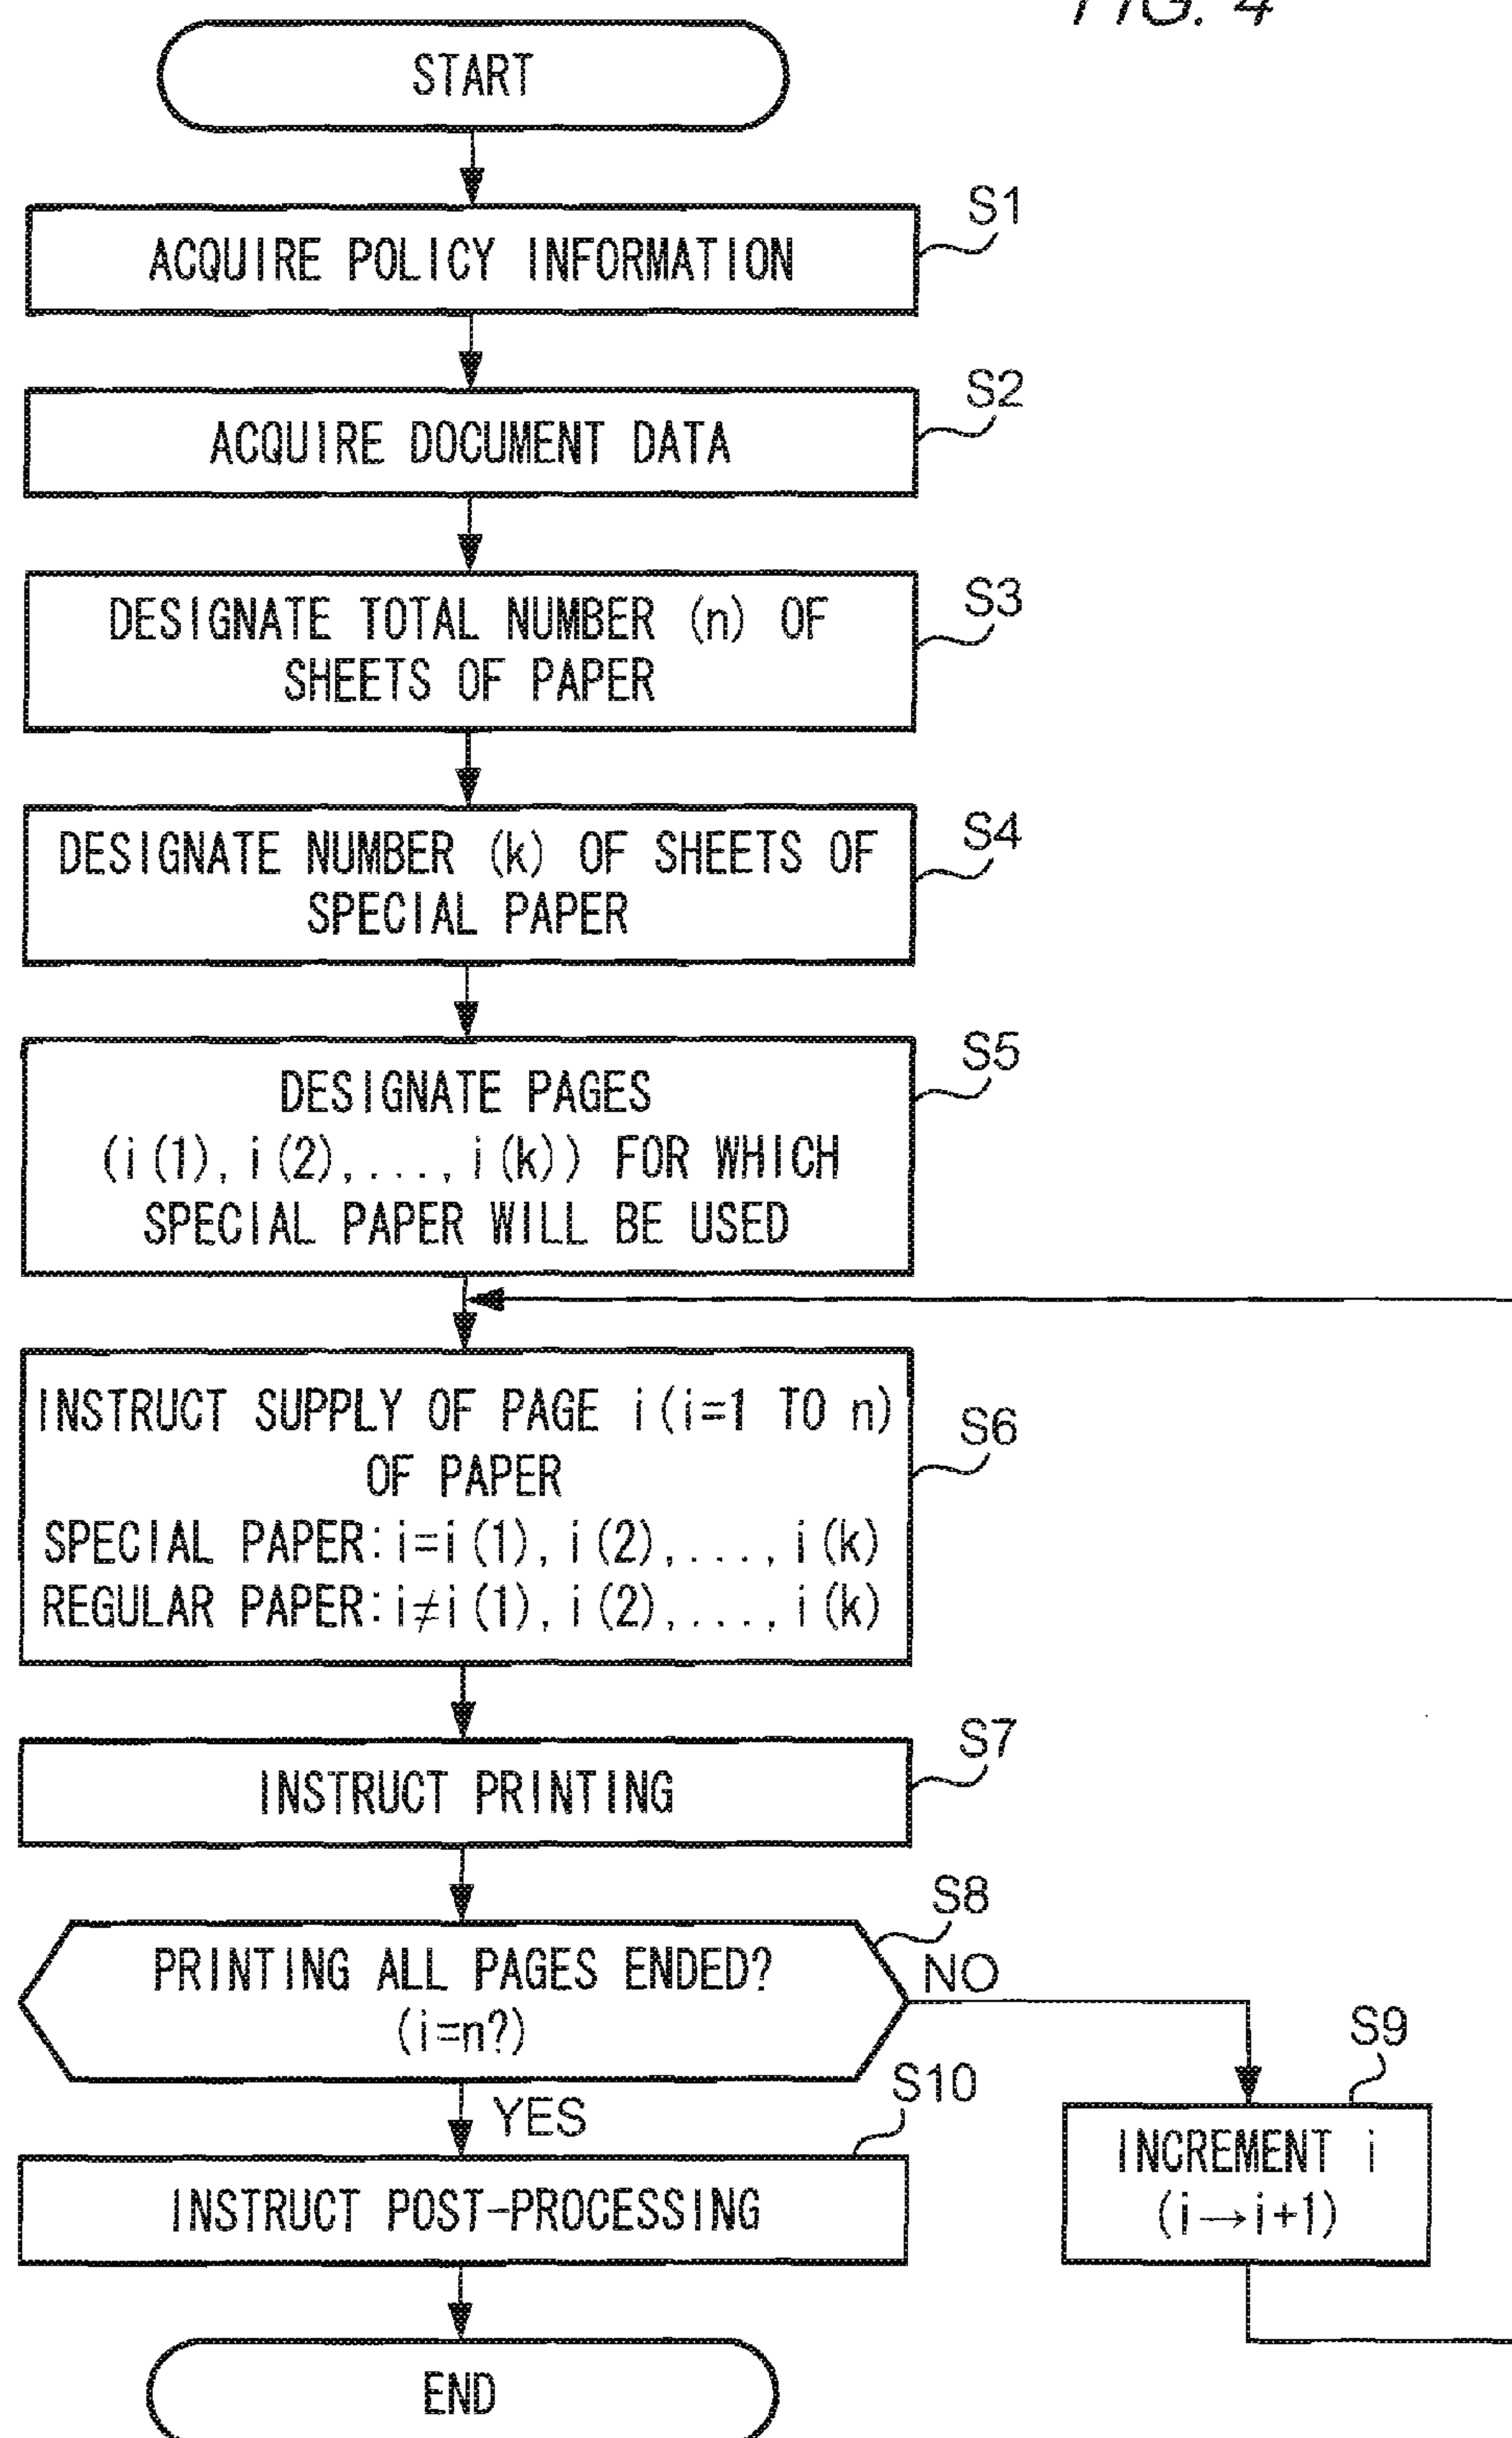 FIG. 4
START
ACQUIRE POLICY INFORMATION
S1
ACQUIRE DOCUMENT DATA
S2
DESIGNATE TOTAL NUMBER (n) OF
SHEETS OF PAPER
S3
DESIGNATE NUMBER (k) OF SHEETS OF
SPECIAL PAPER
S4
DESIGNATE PAGES
(i(1), i(2), ..., i(k)) FOR WHICH
SPECIAL PAPER WILL BE USED
S5
INSTRUCT SUPPLY OF PAGE i(i=1 TO n)
OF PAPER
SPECIAL PAPER:i=i(1), i(2), ..., i(k)
REGULAR PAPER:i≠i(1), i(2), ..., i(k)
S6
INSTRUCT PRINTING
S7
PRINTING ALL PAGES ENDED?
(i=n?)
S8
NO
YES
INCREMENT i
(i→i+1)
S9
INSTRUCT POST-PROCESSING
S10
END